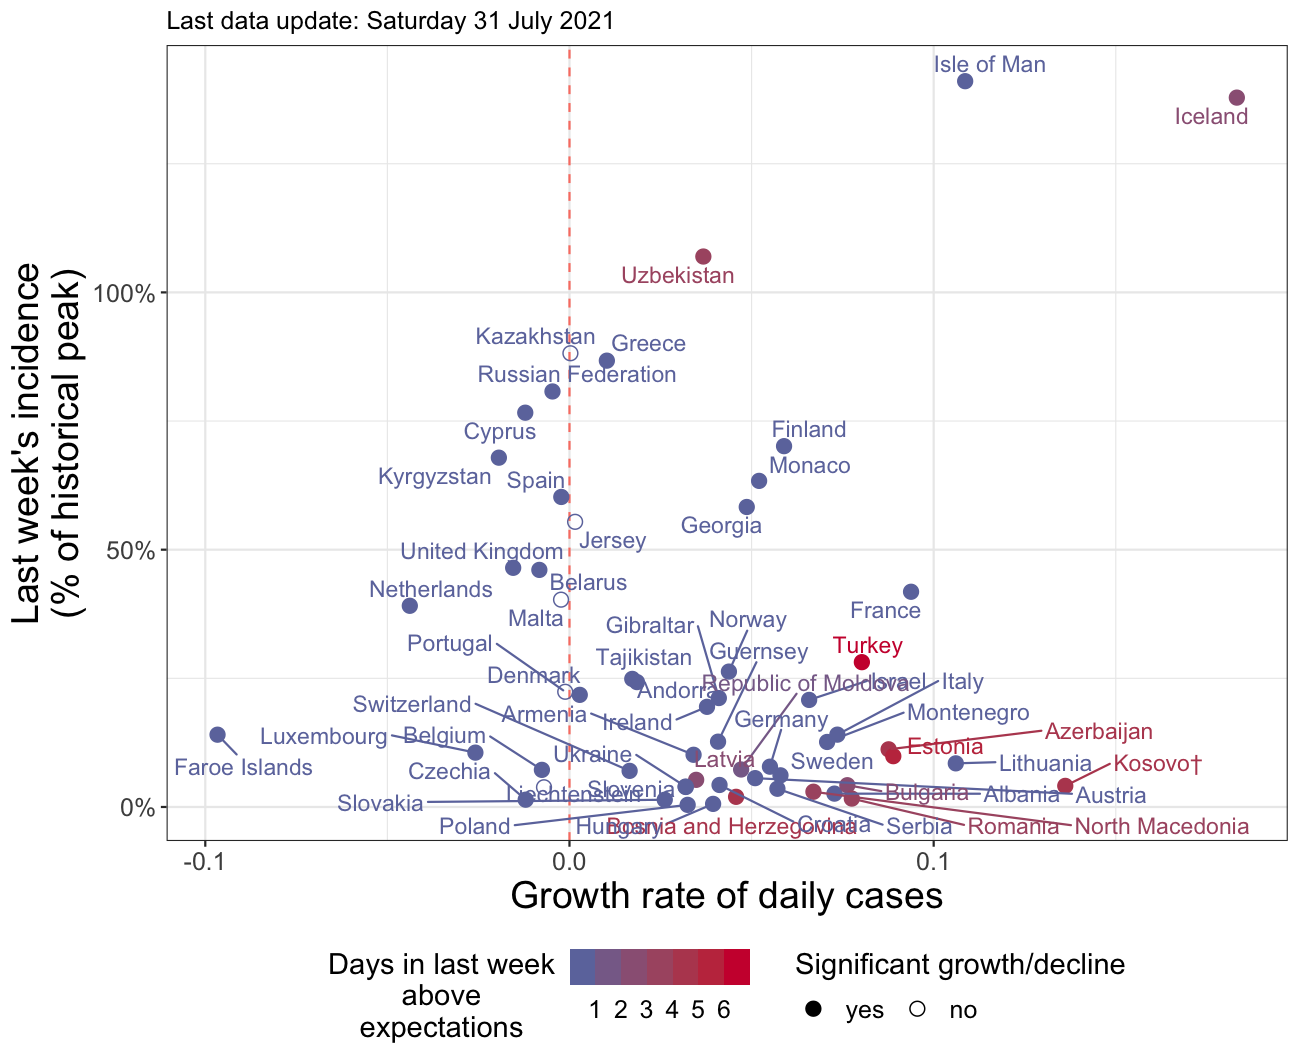 Last data update: Saturday 31 July 2021
Last week's incidence
(% of historical peak)
100%
50%
0%
Isle of Man
Iceland
Uzbekistan
Kazakhstan
Greece
Russian Federation
Cyprus
Finland
Kyrgyzstan
Spain
Monaco
Georgia
Jersey
United Kingdom
Netherlands
Belarus
Malta
France
Gibraltar
Norway
Portugal
Tajikistan
Guernsey
Turkey
Denmark
Andorra
Republic of Moldova
Israel
Italy
Switzerland
Armenia
Ireland
Germany
Montenegro
Luxembourg
Belgium
Azerbaijan
Estonia
Faroe Islands
Czechia
Ukraine
Latvia
Sweden
Lithuania
Kosovo†
Slovakia
Liechtenstein
Slovenia
Bulgaria
Albania
Austria
Poland
Hungary
Bosnia and Herzegovina
Croatia
Serbia
Romania
North Macedonia
-0.1
0.0
0.1
Growth rate of daily cases
Days in last week
above
expectations
1 2 3 4 5 6
Significant growth/decline
yes
no